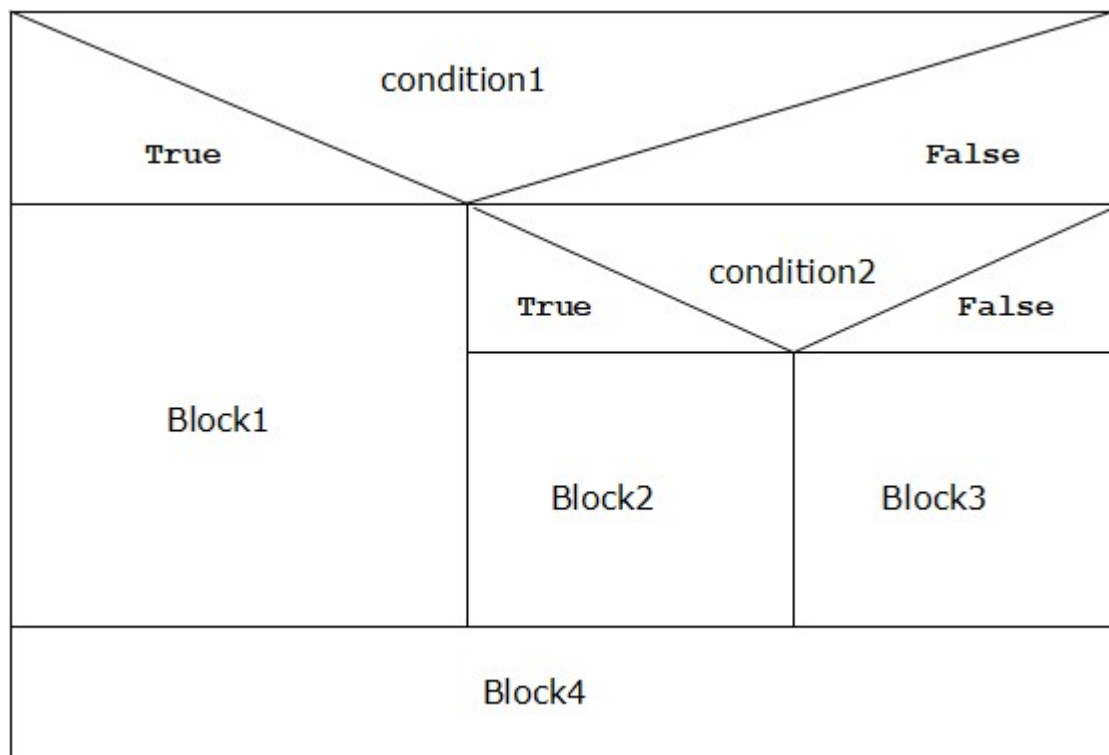 condition1
True
False
condition2
True
False
Block1
Block2
Block3
Block4